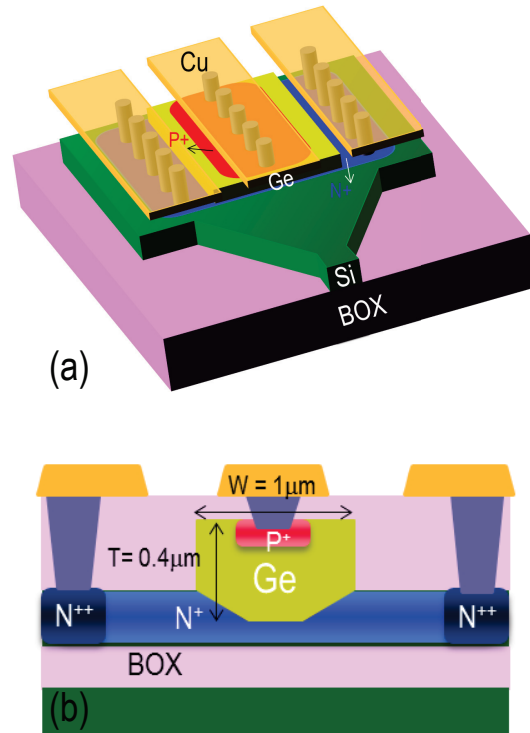 Cu
P+
Ge
N+
Si
BOX
(a)
W = 1μm
T= 0.4μm
P⁺
Ge
N⁺⁺
N⁺
N⁺⁺
BOX
(b)